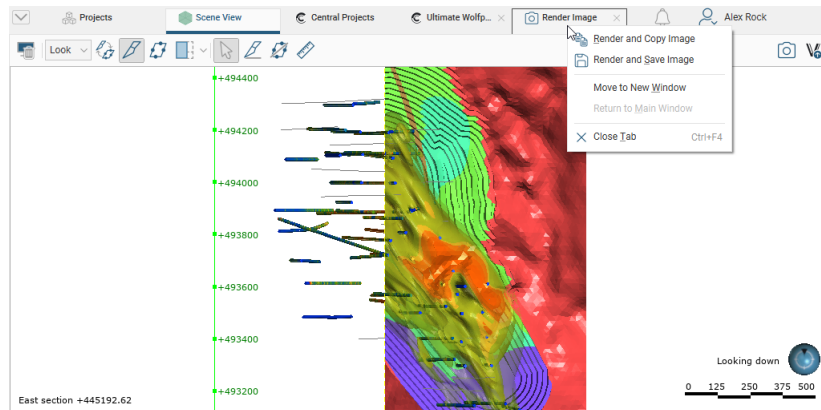 Projects
Scene View
Central Projects
Ultimate Wolfp...
Render Image
Alex Rock
Look
Render and Copy Image
Render and Save Image
Move to New Window
Return to Main Window
Close Tab Ctrl+F4
+494400
+494200
+494000
+493800
+493600
+493400
+493200
Looking down
0 125 250 375 500
East section +445192.62